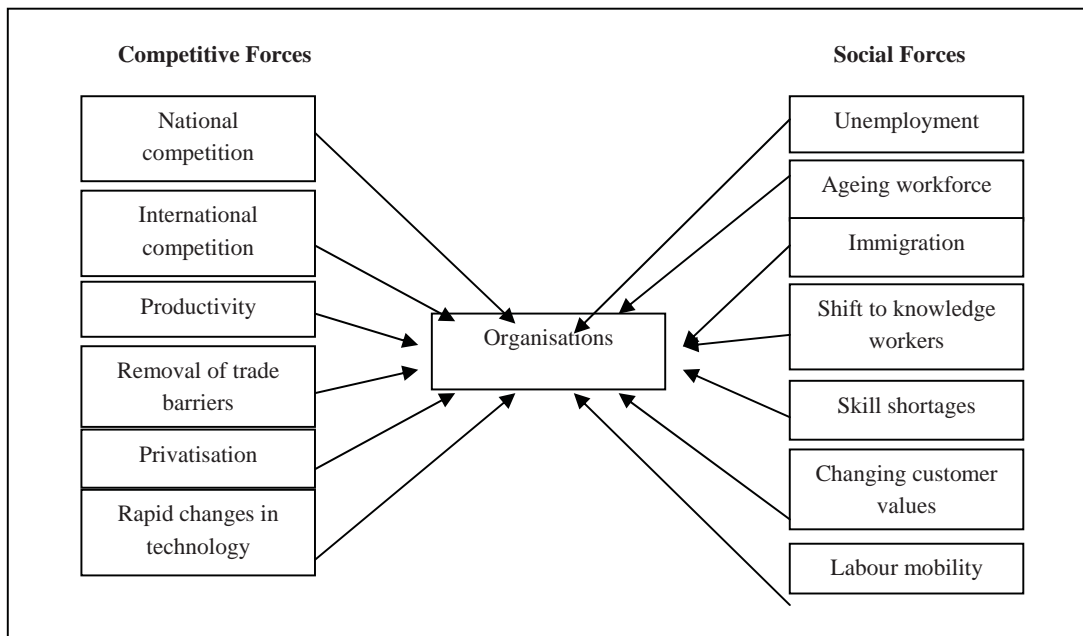 Competitive Forces
National
competition
International
competition
Productivity
Removal of trade
barriers
Privatisation
Rapid changes in
technology
Organisations
Social Forces
Unemployment
Ageing workforce
Immigration
Shift to knowledge
workers
Skill shortages
Changing customer
values
Labour mobility